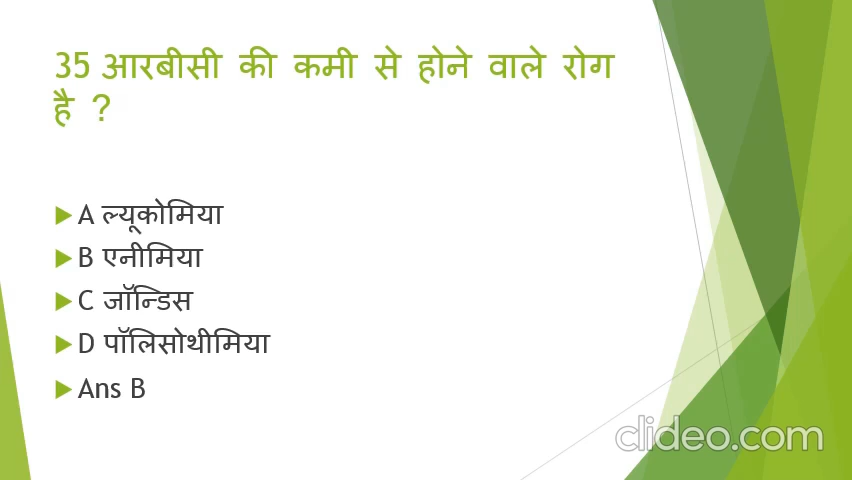 35 आरबीसी की कमी से होने वाले रोग
है ?
A ल्यूकोमिया
B एनीमिया
C जॉन्डिस
D पॉलिसोथीमिया
Ans B
clideo.com